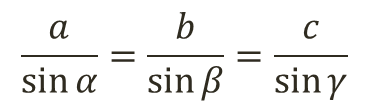 a/sin α = b/sin β = c/sin γ